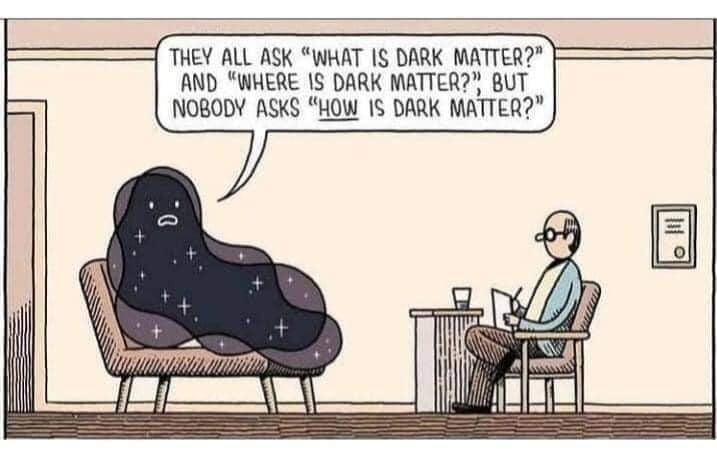 THEY ALL ASK "WHAT IS DARK MATTER?"
AND "WHERE IS DARK MATTER?", BUT
NOBODY ASKS "HOW IS DARK MATTER?"